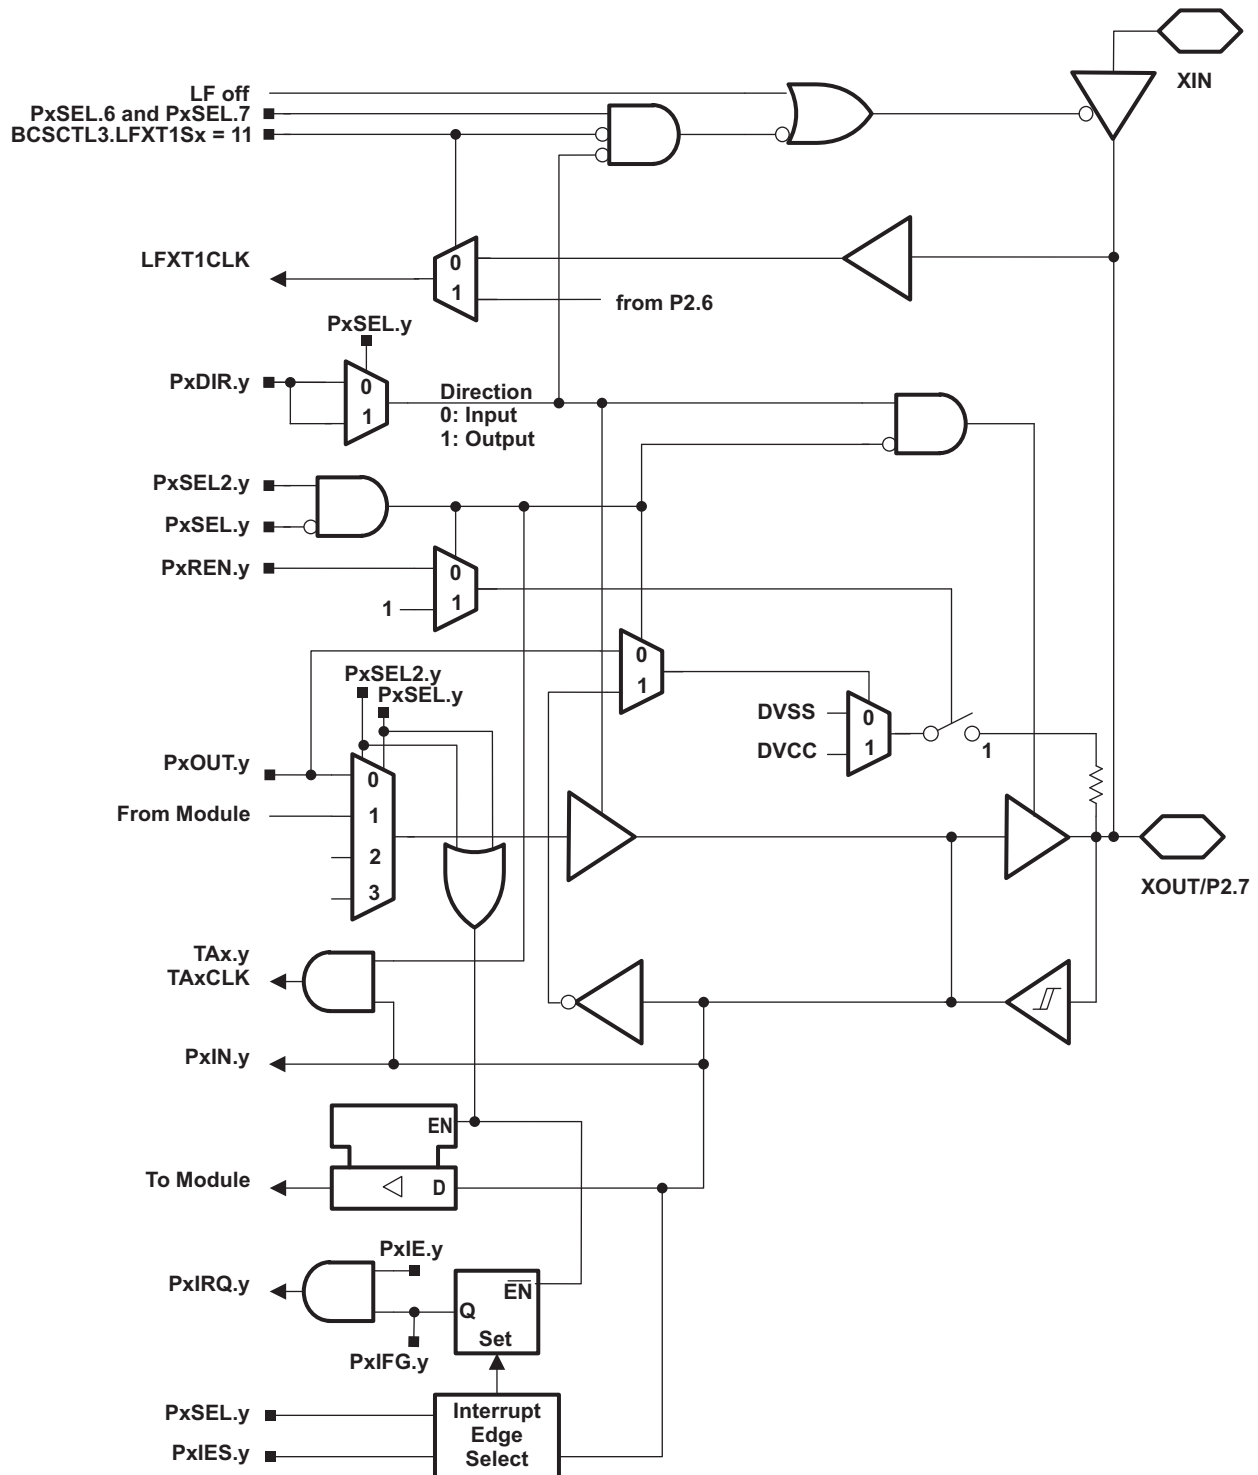 XIN
LF off
PxSEL.6 and PxSEL.7
BCSCTL3.LFXT1Sx = 11
LFXT1CLK
0
1
from P2.6
PxSEL.y
PxDIR.y
0
1
Direction
0: Input
1: Output
PxSEL2.y
PxSEL.y
PxREN.y
0
1
1
0
1
PxSEL2.y
PxSEL.y
DVSS
DVCC
0
1
1
PxOUT.y
From Module
0
1
2
3
XOUT/P2.7
TAx.y
TAxCLK
PxIN.y
EN
To Module
D
PxIE.y
PxIRQ.y
EN
Q
Set
PxIFG.y
PxSEL.y
PxIES.y
Interrupt
Edge
Select